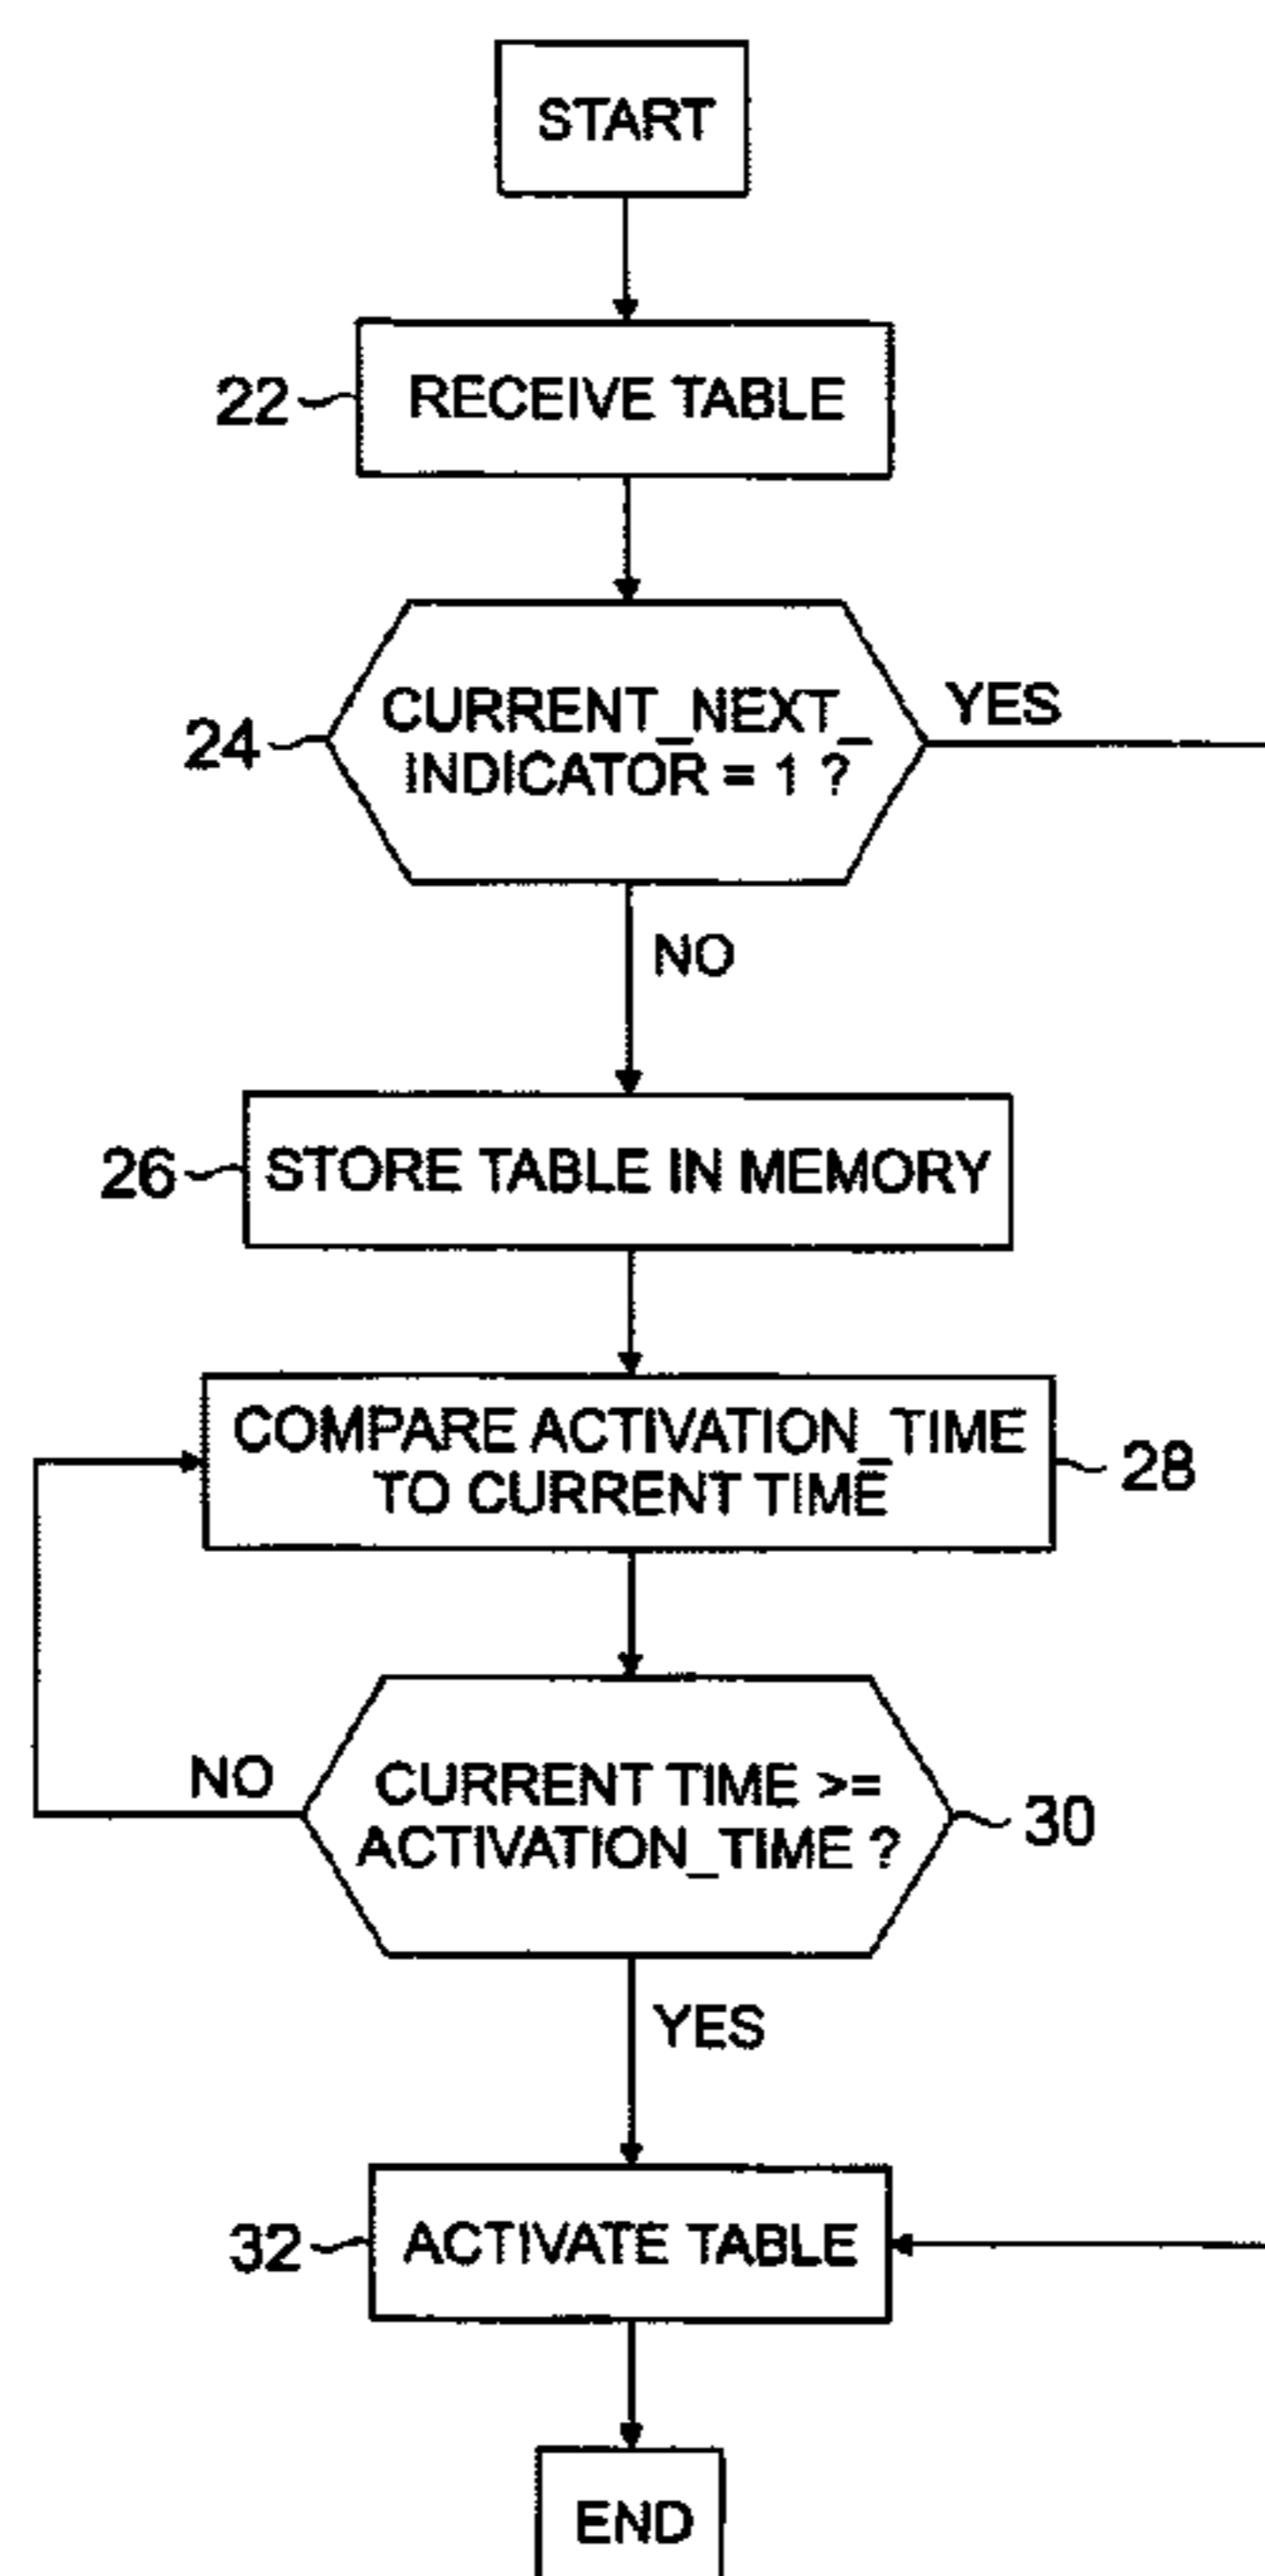 START
22
RECEIVE TABLE
24
CURRENT_NEXT_
INDICATOR = 1 ?
YES
NO
26
STORE TABLE IN MEMORY
COMPARE ACTIVATION_TIME
TO CURRENT TIME
28
NO
CURRENT TIME >=
ACTIVATION_TIME ?
30
YES
32
ACTIVATE TABLE
END